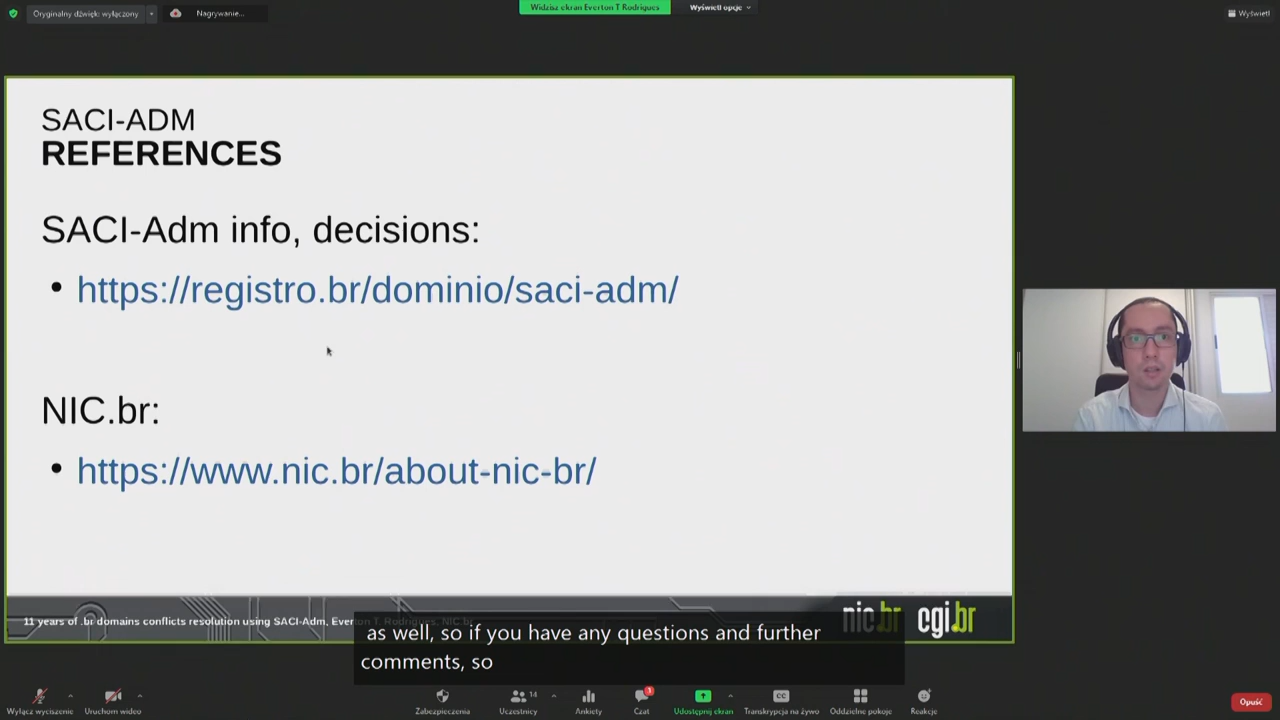 Oryginalny dźwięk: wyłączony
Nagrywanie...
Widzisz ekran Everton T Rodrigues
Wyświetl opcje
Wyświetl
SACI-ADM
REFERENCES
SACI-Adm info, decisions:
• https://registro.br/dominio/saci-adm/
NIC.br:
• https://www.nic.br/about-nic-br/
11 years of .br domains conflicts resolution using SACI-Adm, Everton T. Rodrigues, NIC.br
nic.br cgi.br
as well, so if you have any questions and further
comments, so
Wyłącz wyciszenie
Uruchom wideo
Zabezpieczenia
14
Uczestnicy
Ankiety
3
Czat
Udostępnij ekran
CC
Transkrypcja na żywo
Oddzielne pokoje
Reakcje
Opuść